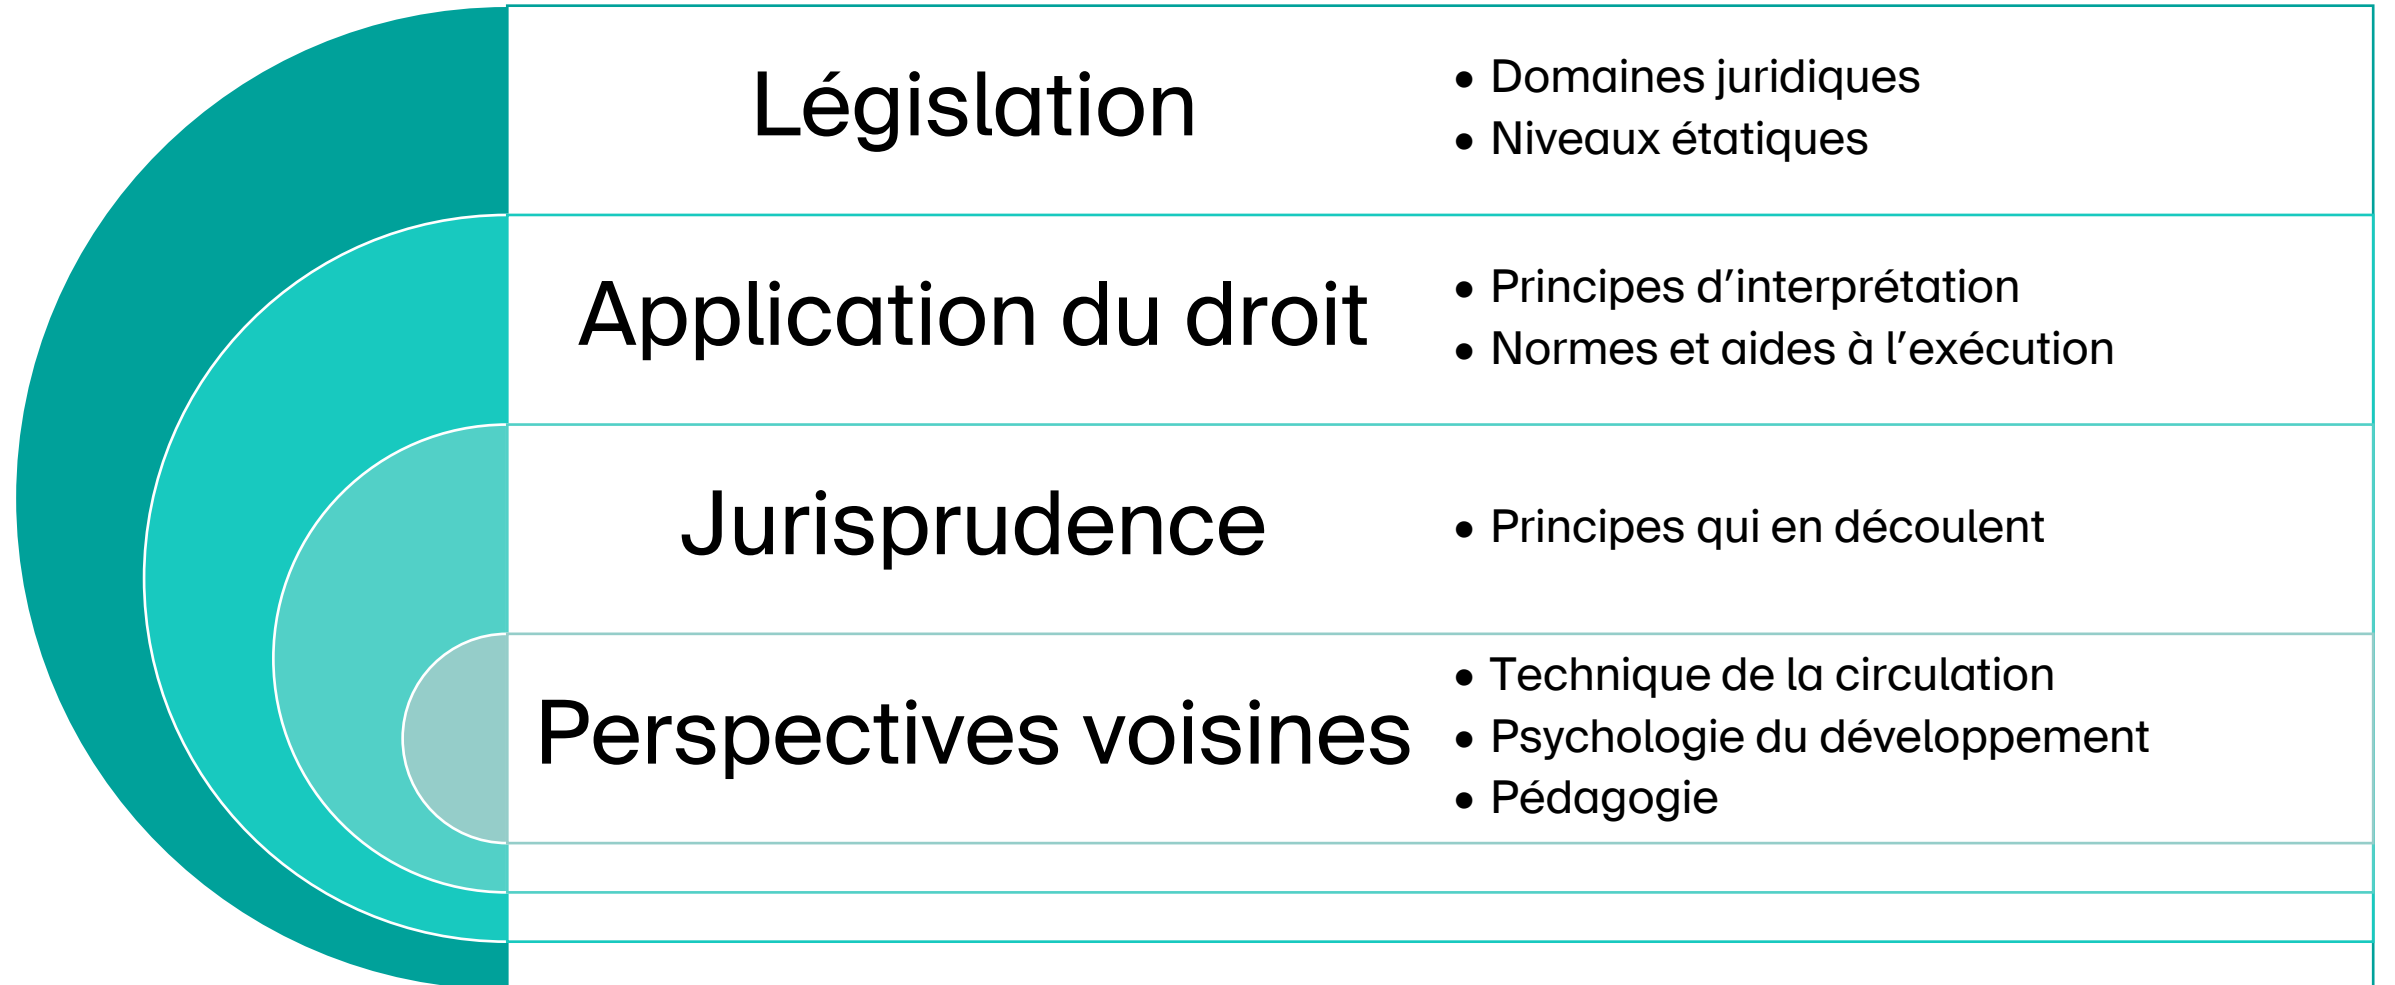 Législation
• Domaines juridiques
• Niveaux étatiques
Application du droit
• Principes d’interprétation
• Normes et aides à l’exécution
Jurisprudence
• Principes qui en découlent
Perspectives voisines
• Technique de la circulation
• Psychologie du développement
• Pédagogie